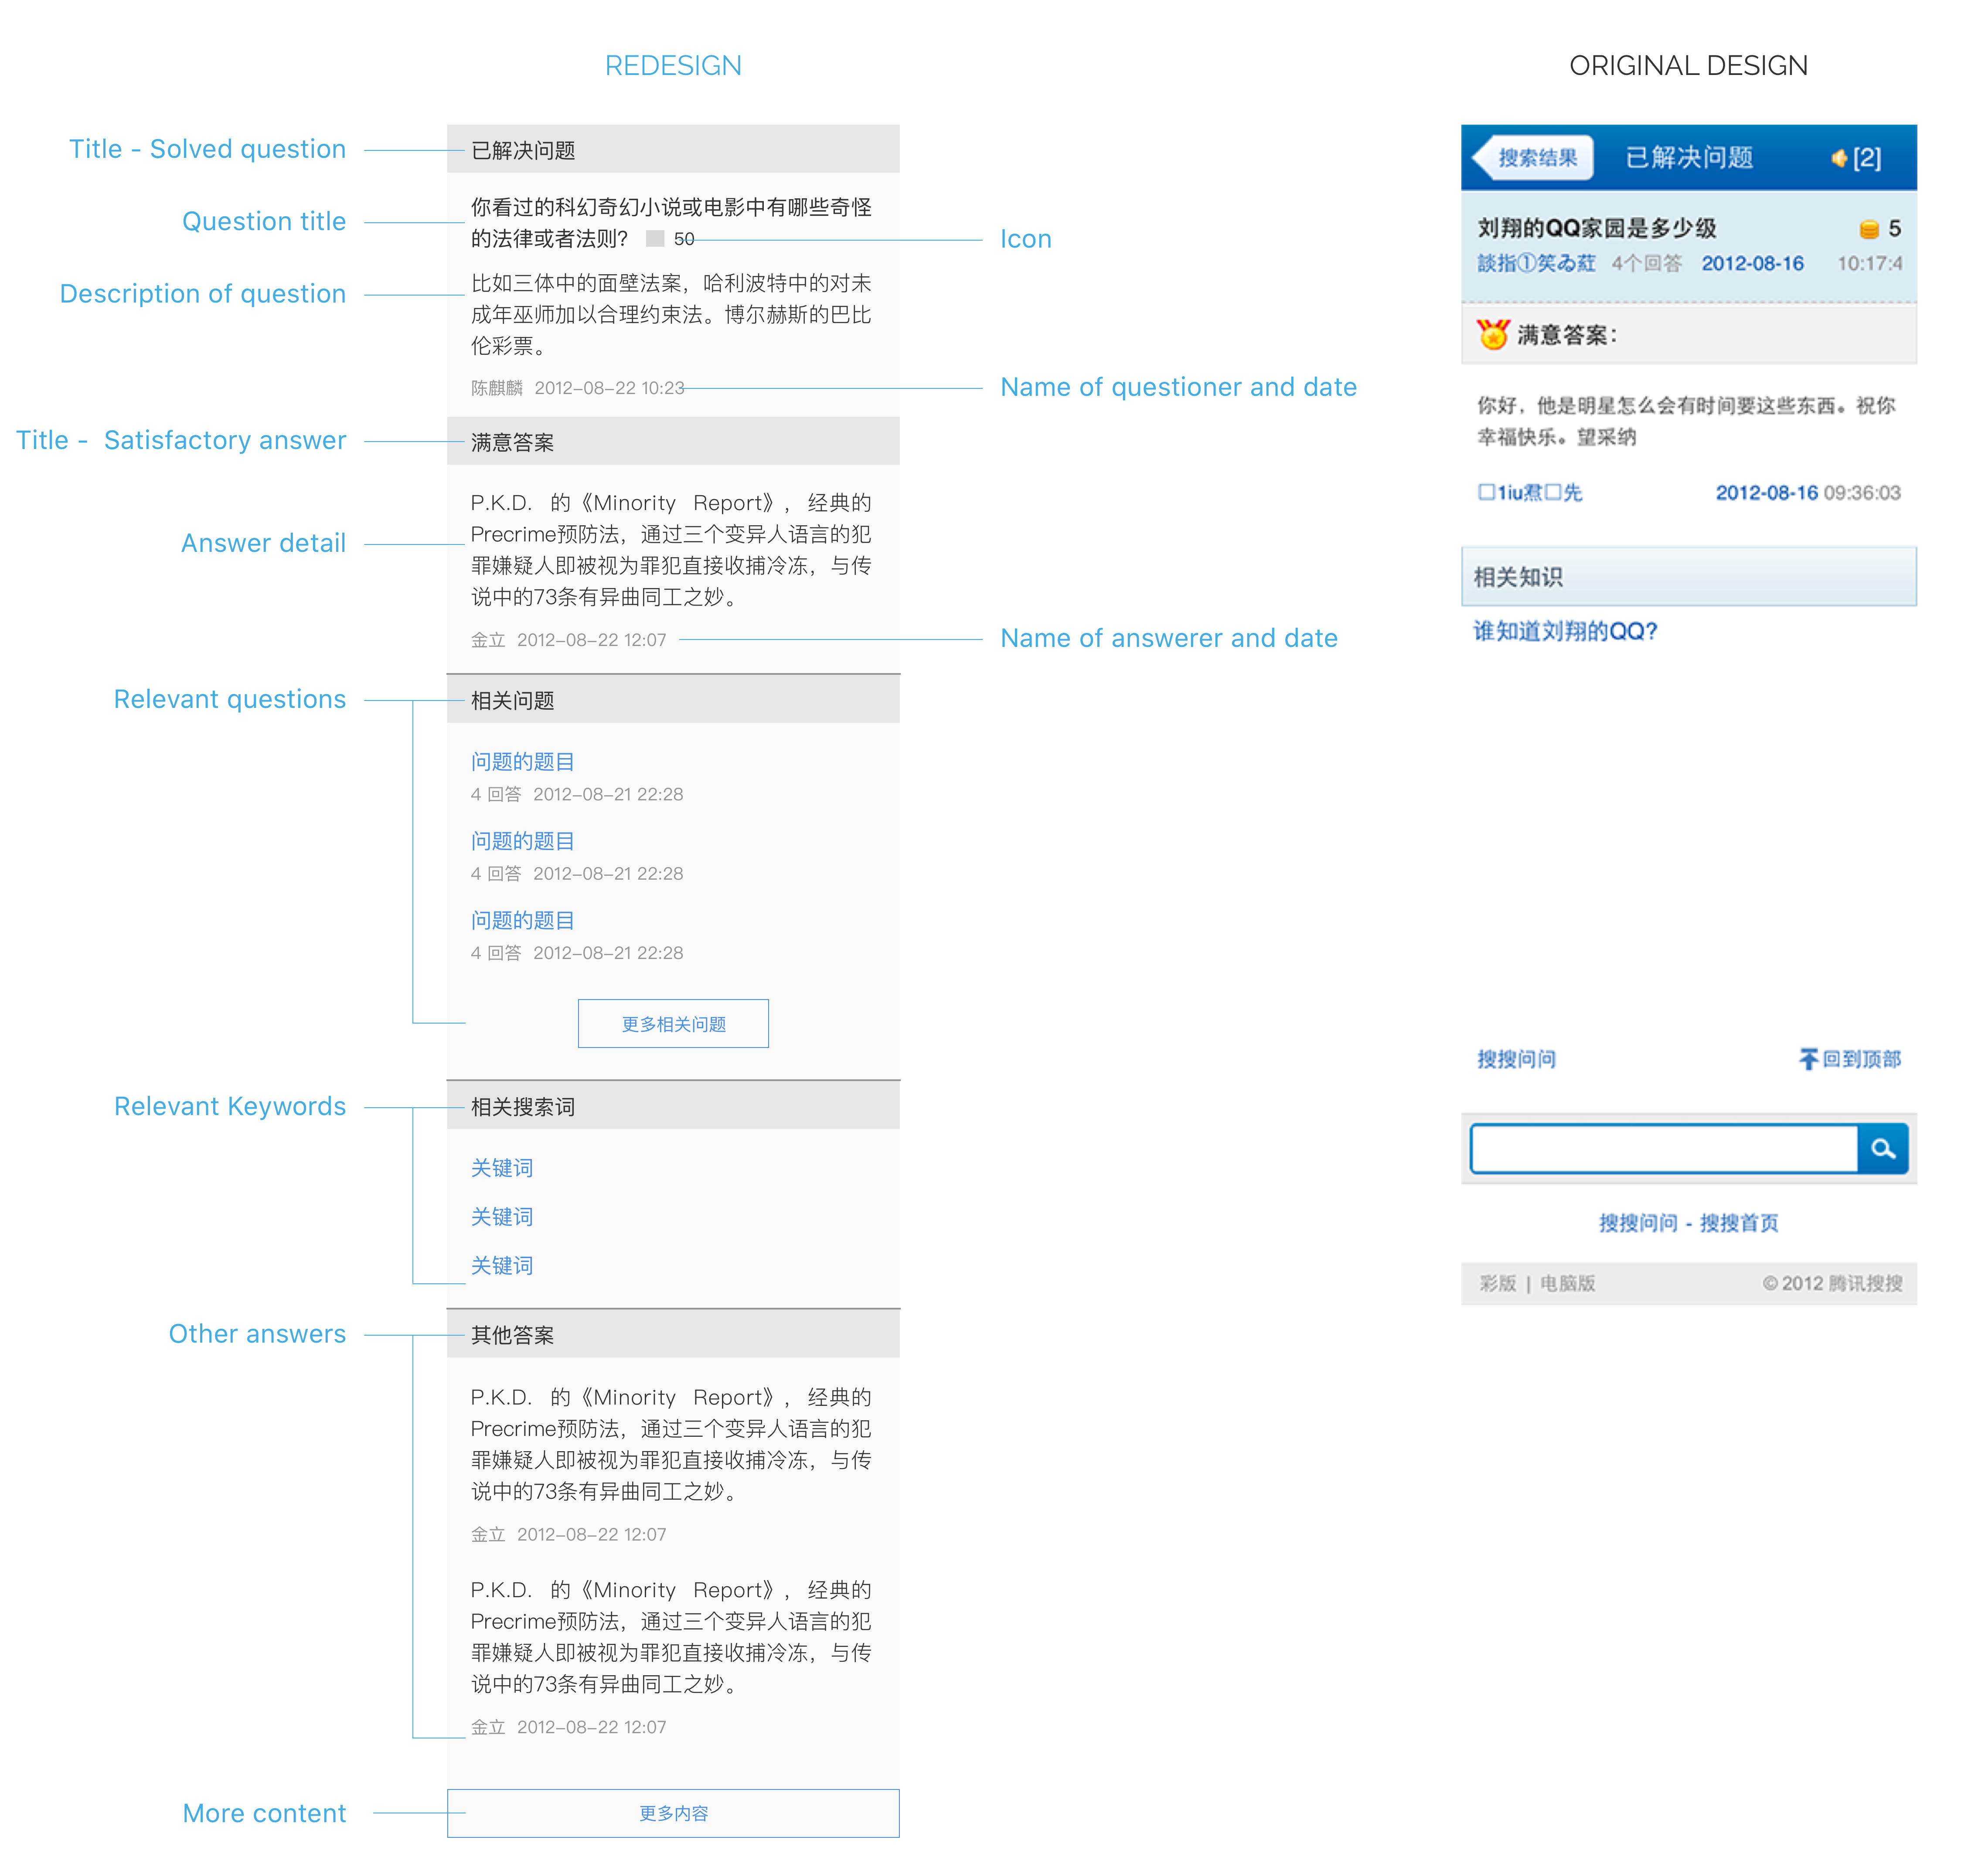 REDESIGN
ORIGINAL DESIGN
Title - Solved question
已解决问题
Question title
你看过的科幻奇幻小说或电影中有哪些奇怪
的法律或者法则? 50
Icon
Description of question
比如三体中的面壁法案，哈利波特中的对未
成年巫师加以合理约束法。博尔赫斯的巴比
伦彩票。
陈麒麟 2012-08-22 10:23
Name of questioner and date
Title - Satisfactory answer
满意答案
Answer detail
P.K.D. 的《Minority Report》，经典的
Precrime预防法，通过三个变异人语言的犯
罪嫌疑人即被视为罪犯直接收捕冷冻，与传
说中的73条有异曲同工之妙。
金立 2012-08-22 12:07
Name of answerer and date
Relevant questions
相关问题
问题的题目
4 回答 2012-08-21 22:28
问题的题目
4 回答 2012-08-21 22:28
问题的题目
4 回答 2012-08-21 22:28
更多相关问题
Relevant Keywords
相关搜索词
关键词
关键词
关键词
Other answers
其他答案
P.K.D. 的《Minority Report》，经典的
Precrime预防法，通过三个变异人语言的犯
罪嫌疑人即被视为罪犯直接收捕冷冻，与传
说中的73条有异曲同工之妙。
金立 2012-08-22 12:07
P.K.D. 的《Minority Report》，经典的
Precrime预防法，通过三个变异人语言的犯
罪嫌疑人即被视为罪犯直接收捕冷冻，与传
说中的73条有异曲同工之妙。
金立 2012-08-22 12:07
More content
更多内容
搜索结果 已解决问题 [2]
刘翔的QQ家园是多少级 5
4个回答 2012-08-16 10:17:4
满意答案：
你好，他是明星怎么会有时间要这些东西。祝你
幸福快乐。望采纳
2012-08-16 09:36:03
相关知识
谁知道刘翔的QQ?
搜搜问问 回到顶部
搜搜问问 - 搜搜首页
彩版 | 电脑版 © 2012 腾讯搜搜